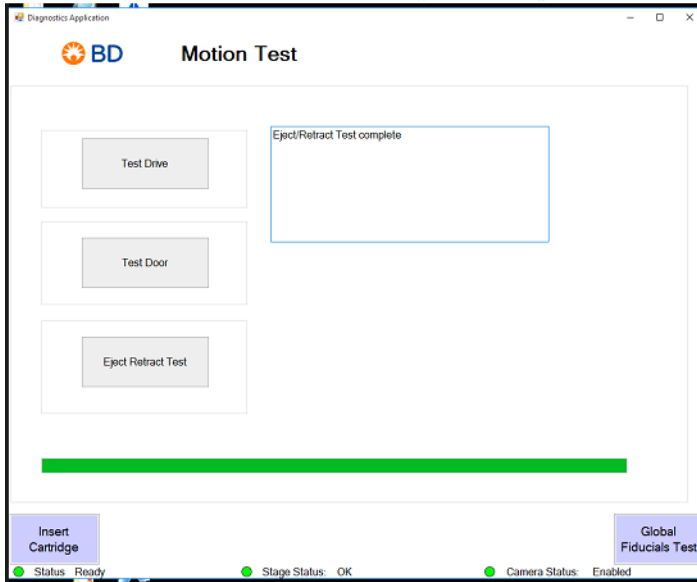 Diagnostics Application
BD Motion Test
Test Drive
Eject/Retract Test complete
Test Door
Eject Retract Test
Insert
Cartridge
Global
Fiducials Test
Status Ready Stage Status: OK Camera Status: Enabled